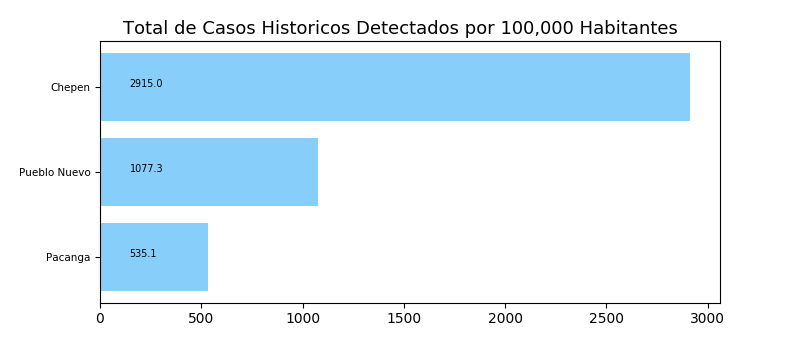 Total de Casos Historicos Detectados por 100,000 Habitantes
Chepen
2915.0
Pueblo Nuevo
1077.3
Pacanga
535.1
0 500 1000 1500 2000 2500 3000